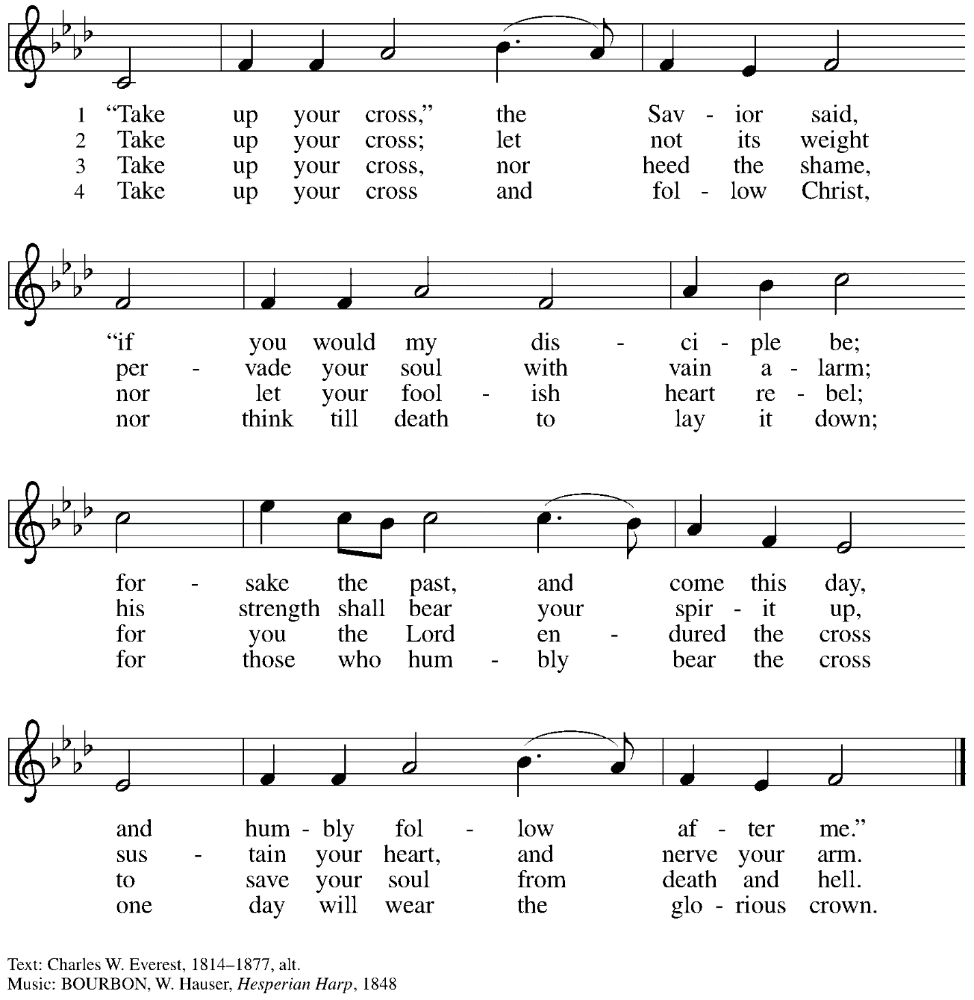 1 “Take up your cross,” the Sav - ior said,
2 Take up your cross; let not its weight
3 Take up your cross, nor heed the shame,
4 Take up your cross and fol - low Christ,
“if you would my dis - ci - ple be;
per - vade your soul with vain a - larm;
nor let your fool - ish heart re - bel;
nor think till death to lay it down;
for - sake the past, and come this day,
his strength shall bear your spir - it up,
for you the Lord en - dured the cross
for those who hum - bly bear the cross
and hum - bly fol - low af - ter me.”
sus - tain your heart, and nerve your arm.
to save your soul from death and hell.
one day will wear the glo - rious crown.
Text: Charles W. Everest, 1814–1877, alt.
Music: BOURBON, W. Hauser, Hesperian Harp, 1848